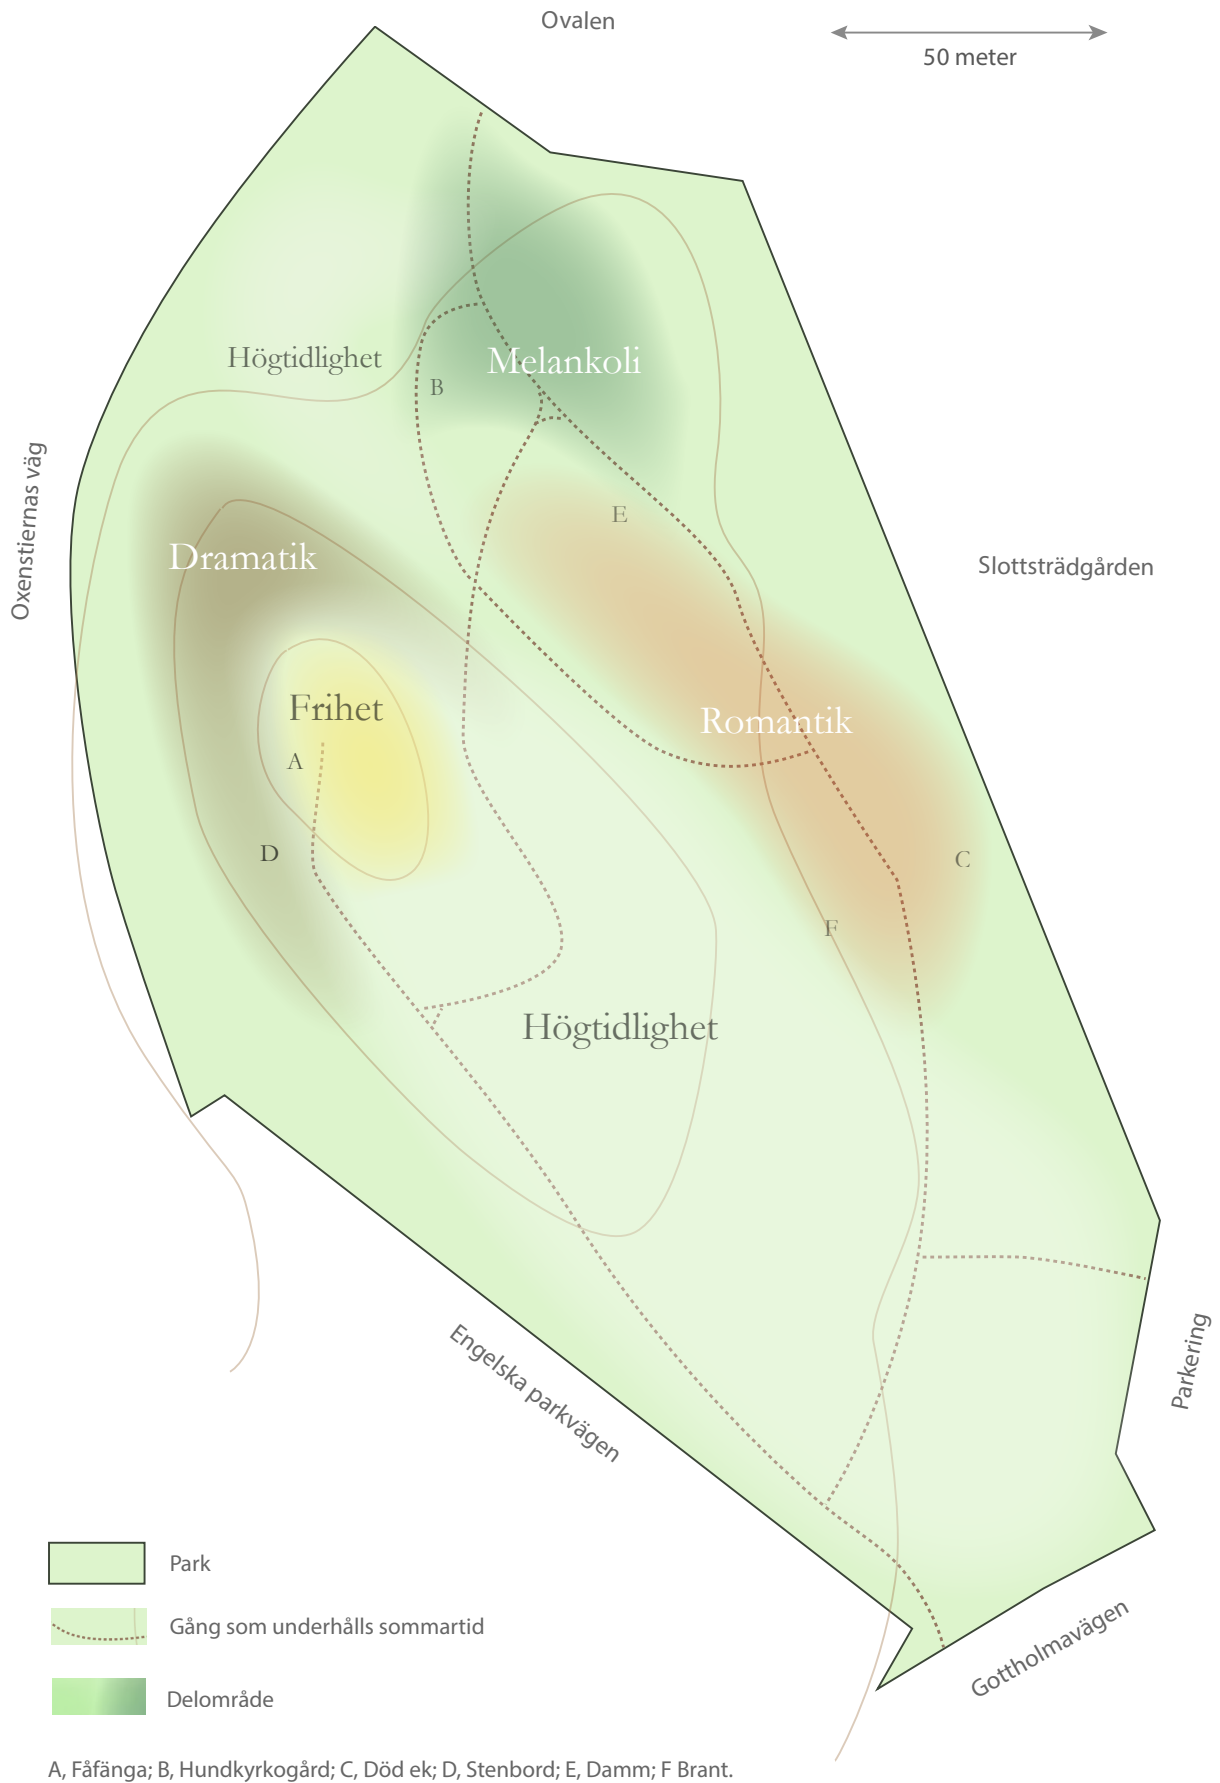 Ovalen
50 meter
Högtidlighet
Melankoli
B
Oxenstiernas väg
E
Dramatik
Slottsträdgården
Frihet
Romantik
A
D
C
F
Högtidlighet
Engelska parkvägen
Parkering
Park
Gång som underhålls sommartid
Gottholmavägen
Delområde
A, Fåfänga; B, Hundkyrkogård; C, Död ek; D, Stenbord; E, Damm; F Brant.